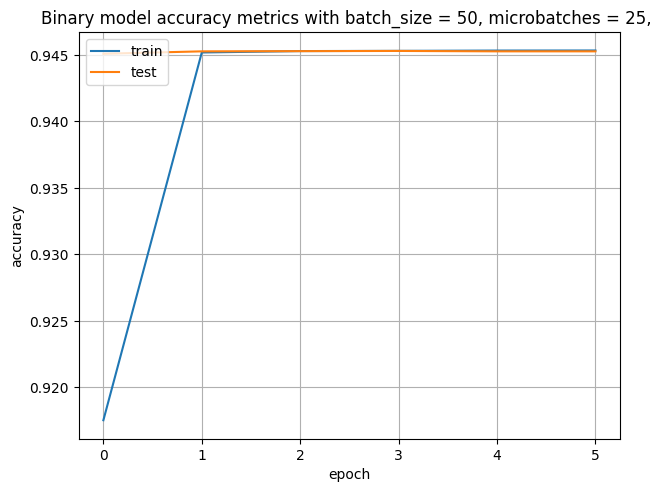 Binary model accuracy metrics with batch_size = 50, microbatches = 25,
train
test
0.945
0.940
0.935
0.930
0.925
0.920
accuracy
0
1
2
3
4
5
epoch